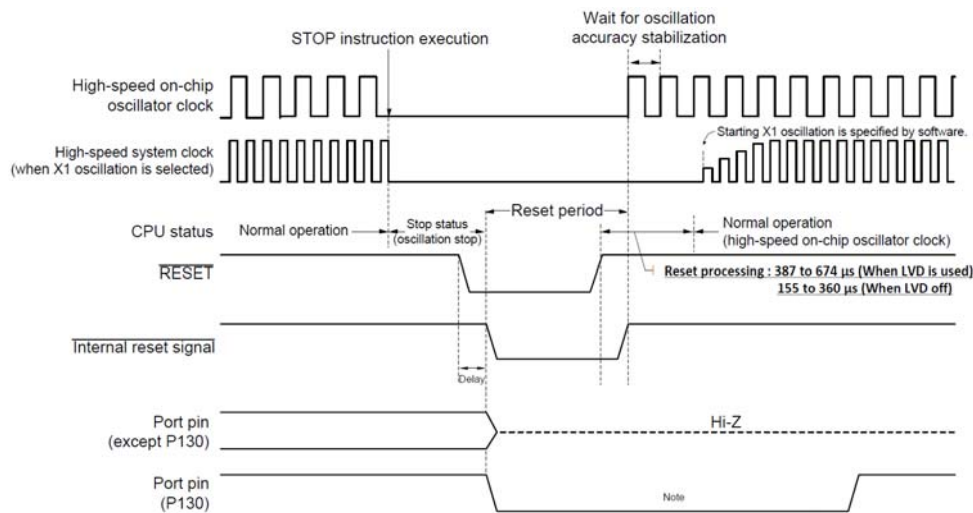 Wait for oscillation
accuracy stabilization
STOP instruction execution
High-speed on-chip
oscillator clock
Starting X1 oscillation is specified by software.
High-speed system clock
(when X1 oscillation is selected)
Reset period
CPU status
Normal operation
Stop status
(oscillation stop)
Normal operation
(high-speed on-chip oscillator clock)
RESET
Reset processing : 387 to 674 µs (When LVD is used)
155 to 360 µs (When LVD off)
Internal reset signal
Delay
Port pin
(except P130)
Hi-Z
Port pin
(P130)
Note